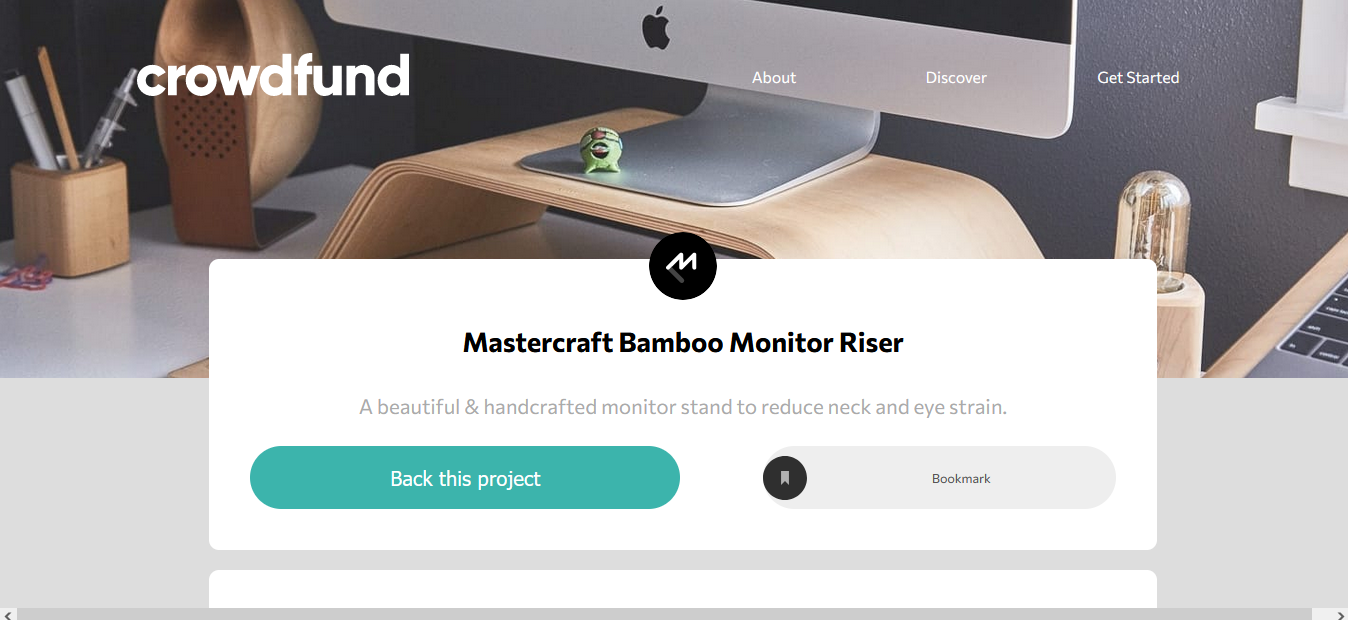 crowdfund
About
Discover
Get Started
Mastercraft Bamboo Monitor Riser
A beautiful & handcrafted monitor stand to reduce neck and eye strain.
Back this project
Bookmark